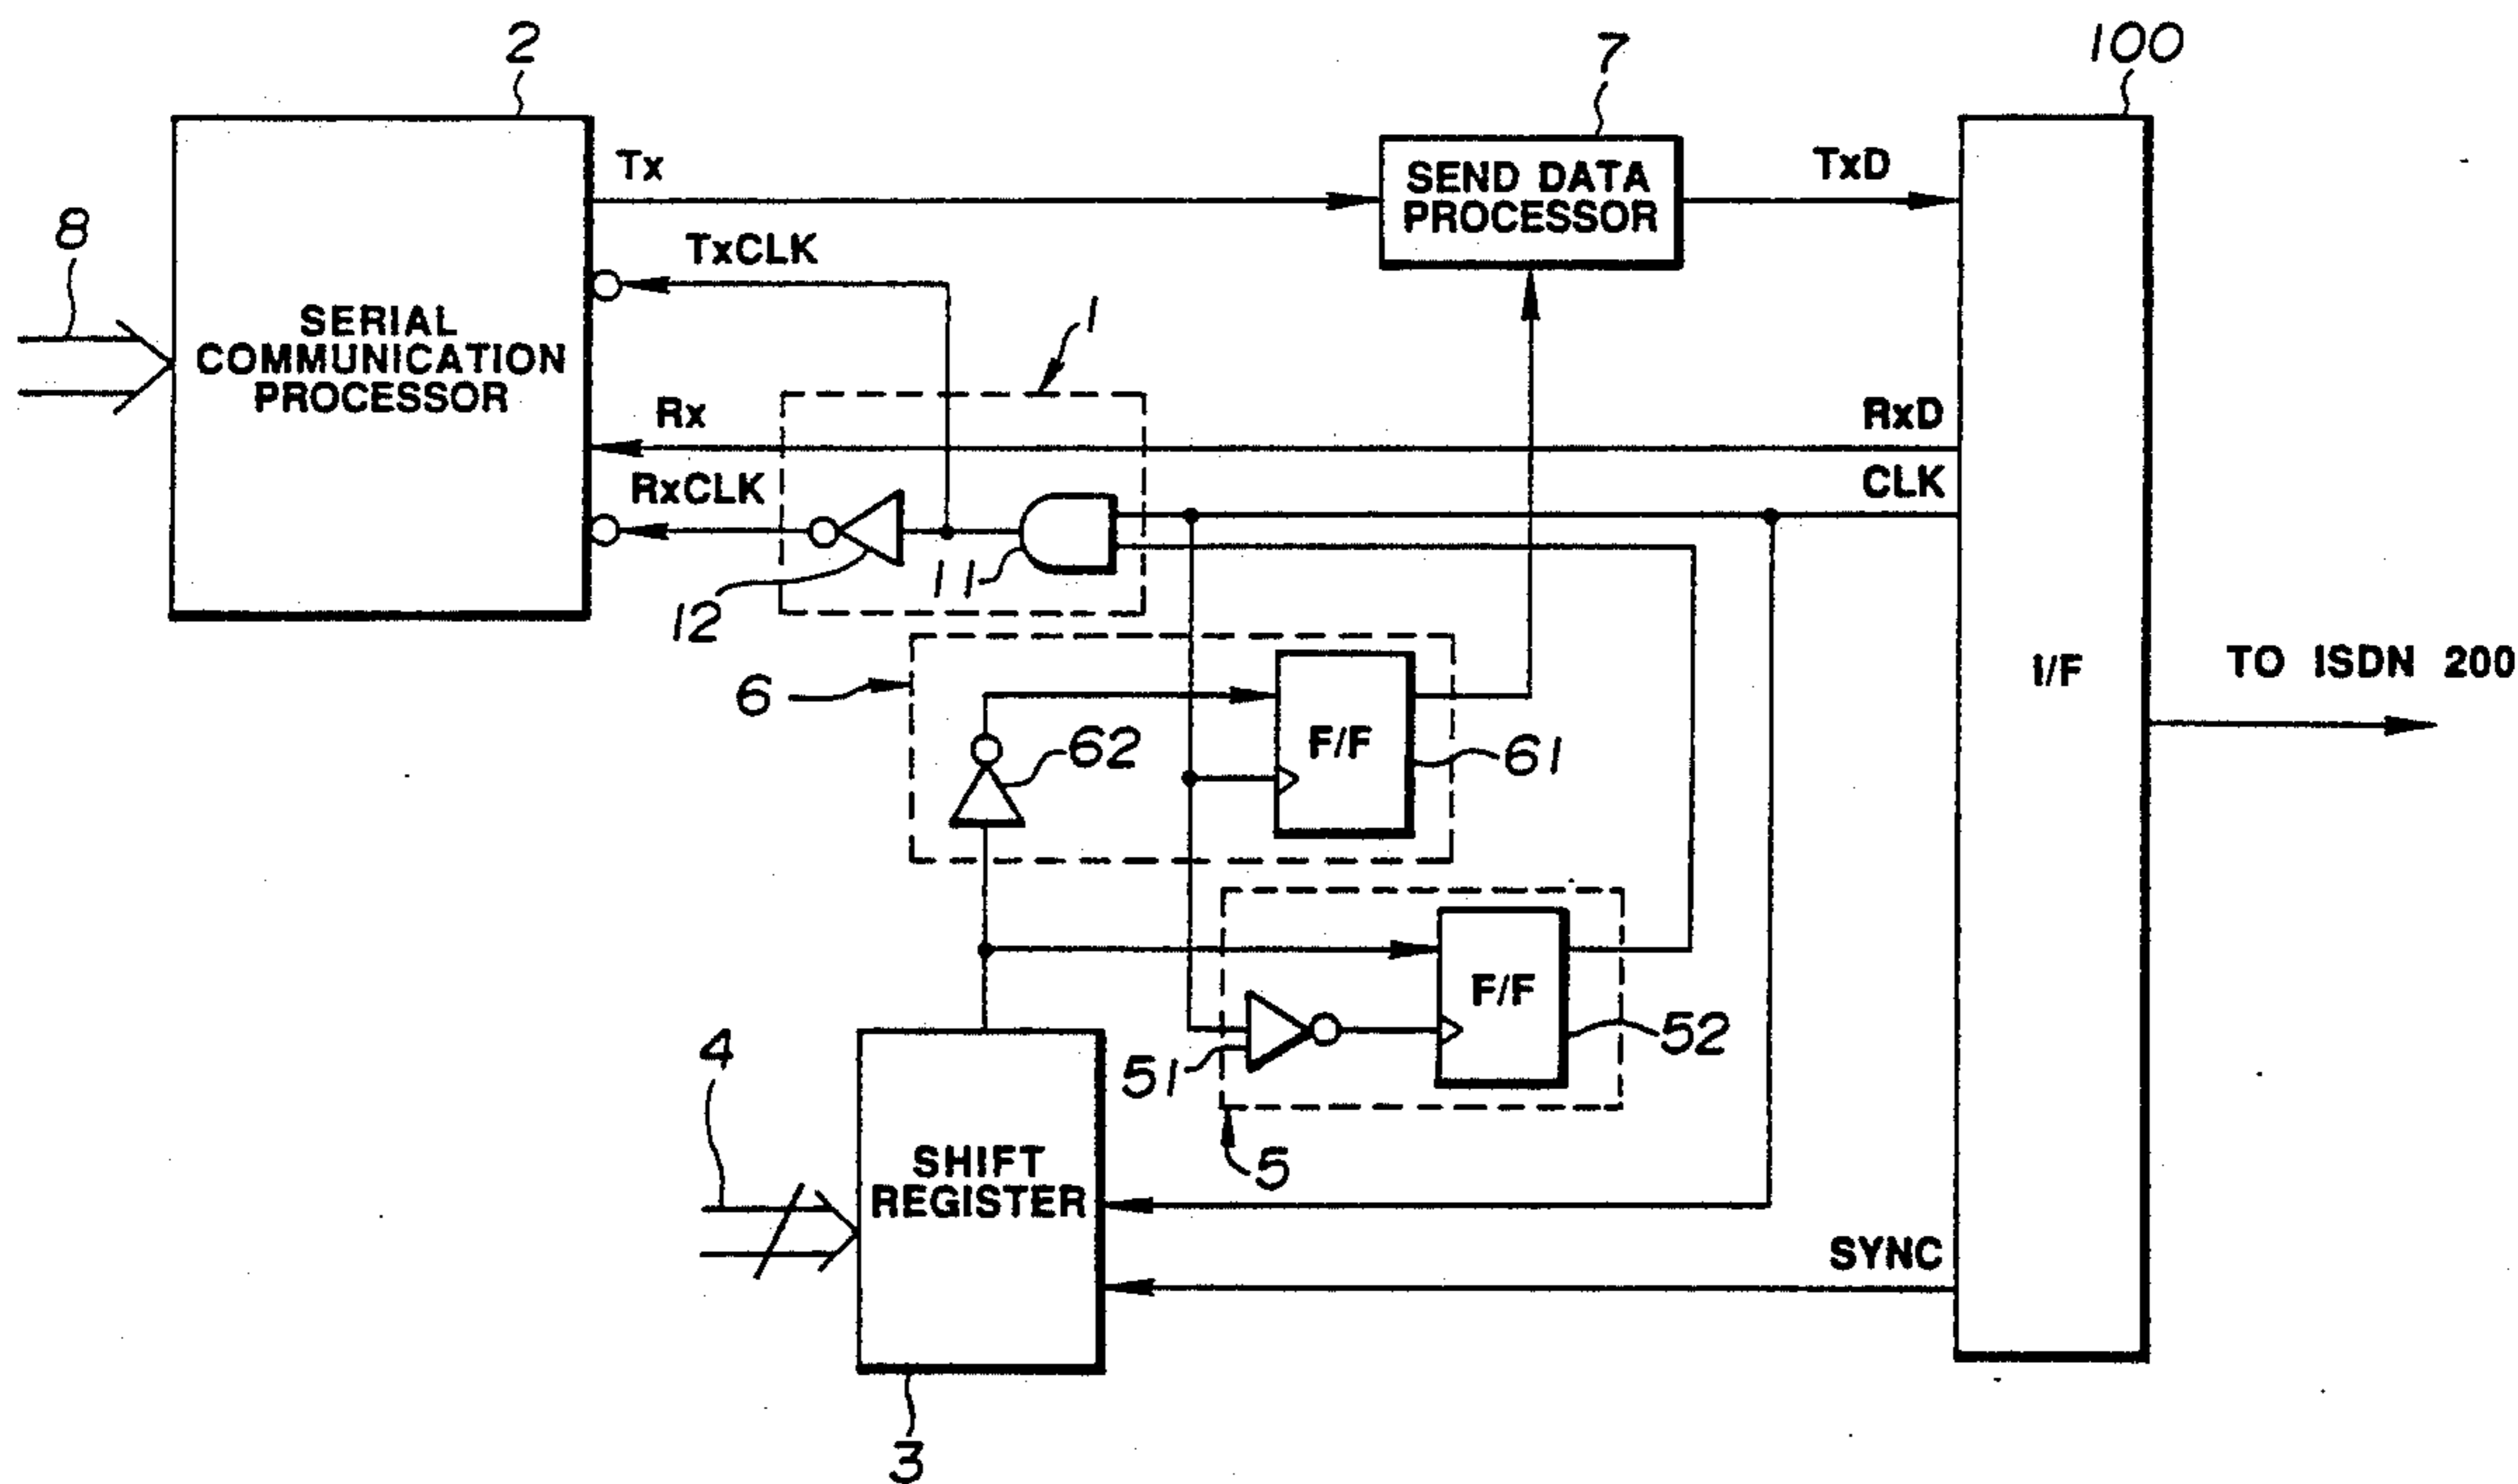 2
7
100
Tx
SEND DATA
PROCESSOR
TxD
8
TxCLK
SERIAL
COMMUNICATION
PROCESSOR
1
Rx
RxD
RxCLK
CLK
12
11
I/F
TO ISDN 200
6
62
F/F
61
F/F
52
51
4
5
SHIFT
REGISTER
SYNC
3